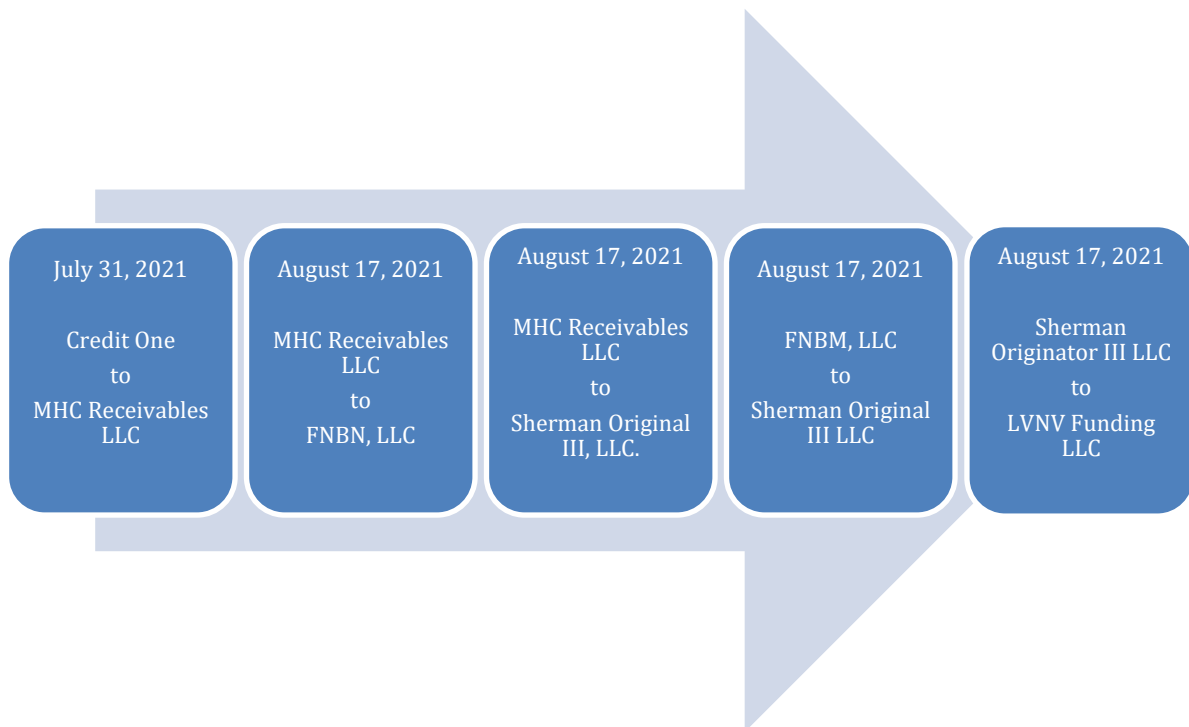 July 31, 2021
Credit One
to
MHC Receivables
LLC
August 17, 2021
MHC Receivables
LLC
to
FNBN, LLC
August 17, 2021
MHC Receivables
LLC
to
Sherman Original
III, LLC.
August 17, 2021
FNBM, LLC
to
Sherman Original
III LLC
August 17, 2021
Sherman
Originator III LLC
to
LVNV Funding
LLC